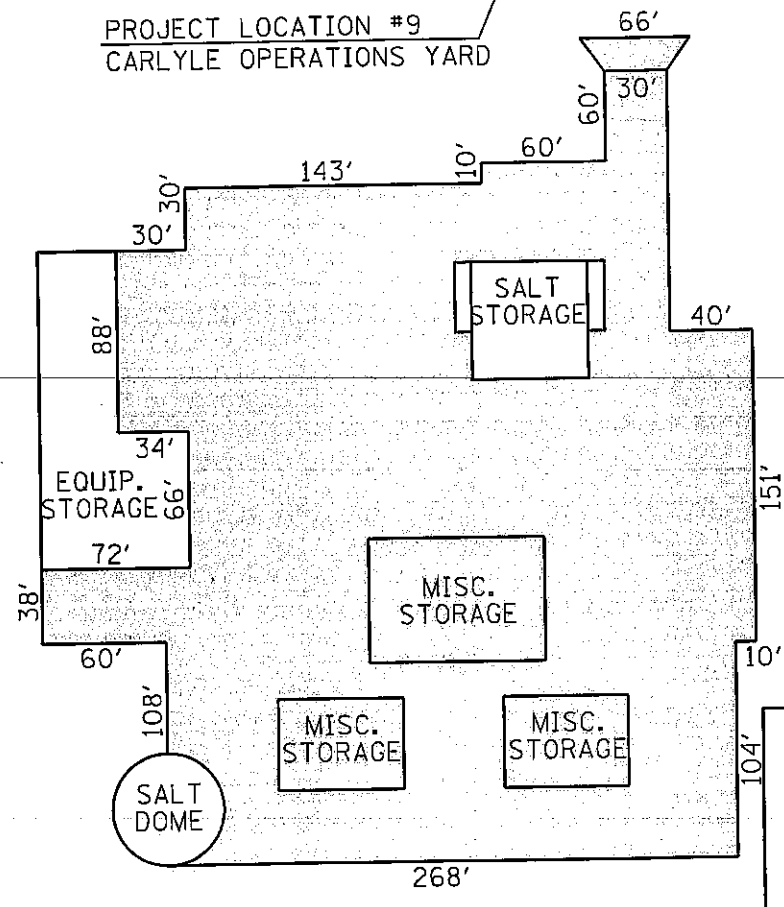 PROJECT LOCATION #9
CARLYLE OPERATIONS YARD
66'
30'
60'
60'
10'
143'
30'
30'
SALT
STORAGE
40'
88'
34'
EQUIP.
STORAGE
66'
151'
72'
MISC.
STORAGE
38'
60'
10'
108'
MISC.
STORAGE
MISC.
STORAGE
104'
SALT
DOME
268'